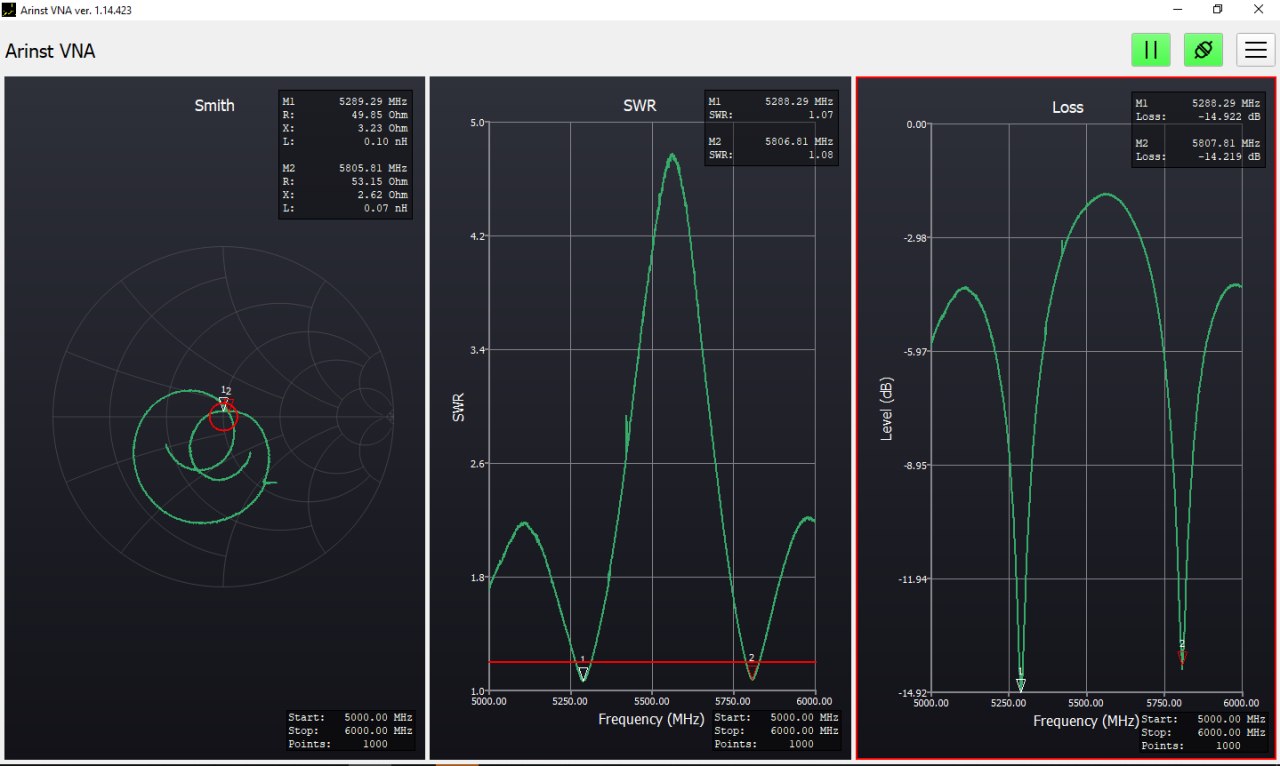 Arinst VNA ver. 1.14.423
Arinst VNA
Smith
M1 5289.29 MHz
R: 49.85 Ohm
X: 3.23 Ohm
L: 0.10 nH
M2 5805.81 MHz
R: 53.15 Ohm
X: 2.62 Ohm
L: 0.07 nH
1 2
Start: 5000.00 MHz
Stop: 6000.00 MHz
Points: 1000
SWR
M1 5288.29 MHz
SWR: 1.07
M2 5806.81 MHz
SWR: 1.08
5.0
4.2
3.4
2.6
1.8
1.0
SWR
1
2
5000.00 5250.00 5500.00 5750.00 6000.00
Frequency (MHz)
Start: 5000.00 MHz
Stop: 6000.00 MHz
Points: 1000
Loss
M1 5288.29 MHz
Loss: -14.922 dB
M2 5807.81 MHz
Loss: -14.219 dB
0.00
-2.98
-5.97
-8.95
-11.94
-14.92
Level (dB)
1
2
5000.00 5250.00 5500.00 5750.00 6000.00
Frequency (MHz)
Start: 5000.00 MHz
Stop: 6000.00 MHz
Points: 1000